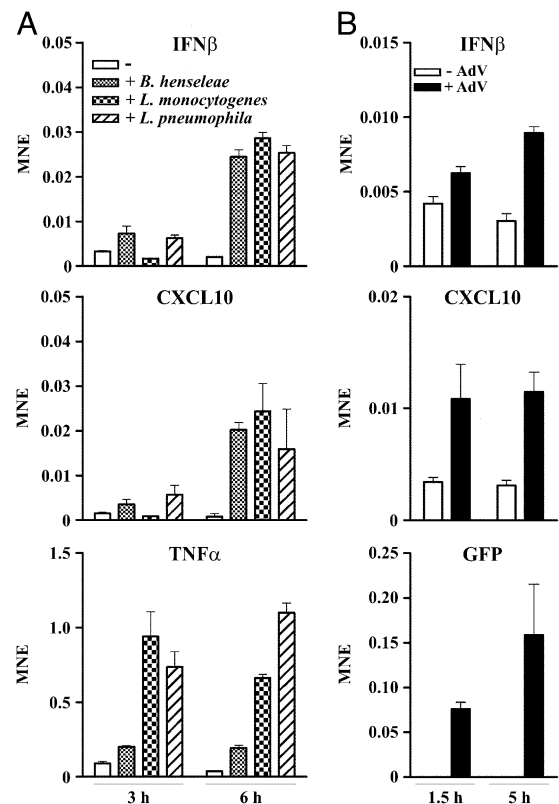 A
IFNβ
MNE
0.05
0.04
0.03
0.02
0.01
0
-
+ B. henseleae
+ L. monocytogenes
+ L. pneumophila
CXCL10
MNE
0.05
0.04
0.03
0.02
0.01
0
TNFα
MNE
1.5
1.0
0.5
0
3 h
6 h
B
IFNβ
MNE
0.015
0.010
0.005
0
- AdV
+ AdV
CXCL10
MNE
0.02
0.01
0
GFP
MNE
0.25
0.20
0.15
0.10
0.05
0
1.5 h
5 h